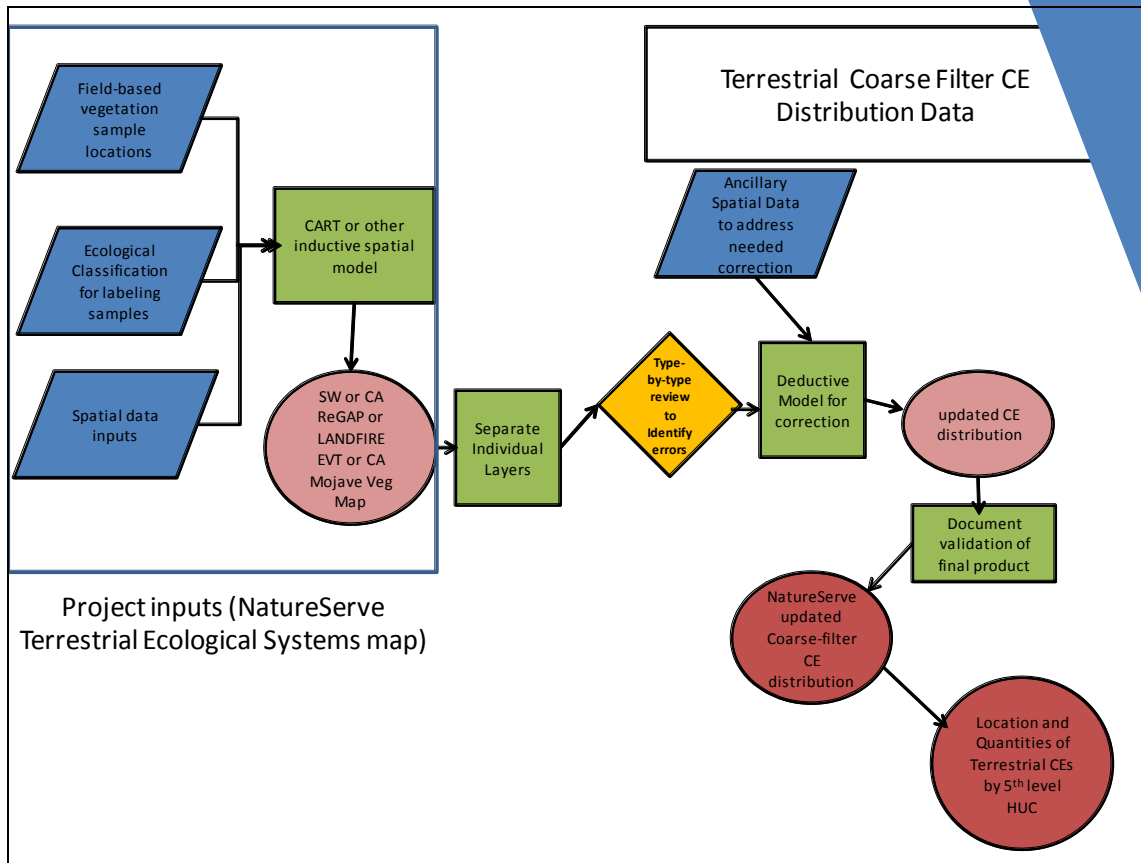 Terrestrial Coarse Filter CE
Distribution Data
Field-based
vegetation
sample
locations
Ecological
Classification
for labeling
samples
Spatial data
inputs
CART or other
inductive spatial
model
SW or CA
ReGAP or
LANDFIRE
EVT or CA
Mojave Veg
Map
Separate
Individual
Layers
Type-
by-type
review
to
Identify
errors
Ancillary
Spatial Data
to address
needed
correction
Deductive
Model for
correction
updated CE
distribution
Document
validation of
final product
NatureServe
updated
Coarse-filter
CE
distribution
Location and
Quantities of
Terrestrial CEs
by 5th level
HUC
Project inputs (NatureServe
Terrestrial Ecological Systems map)